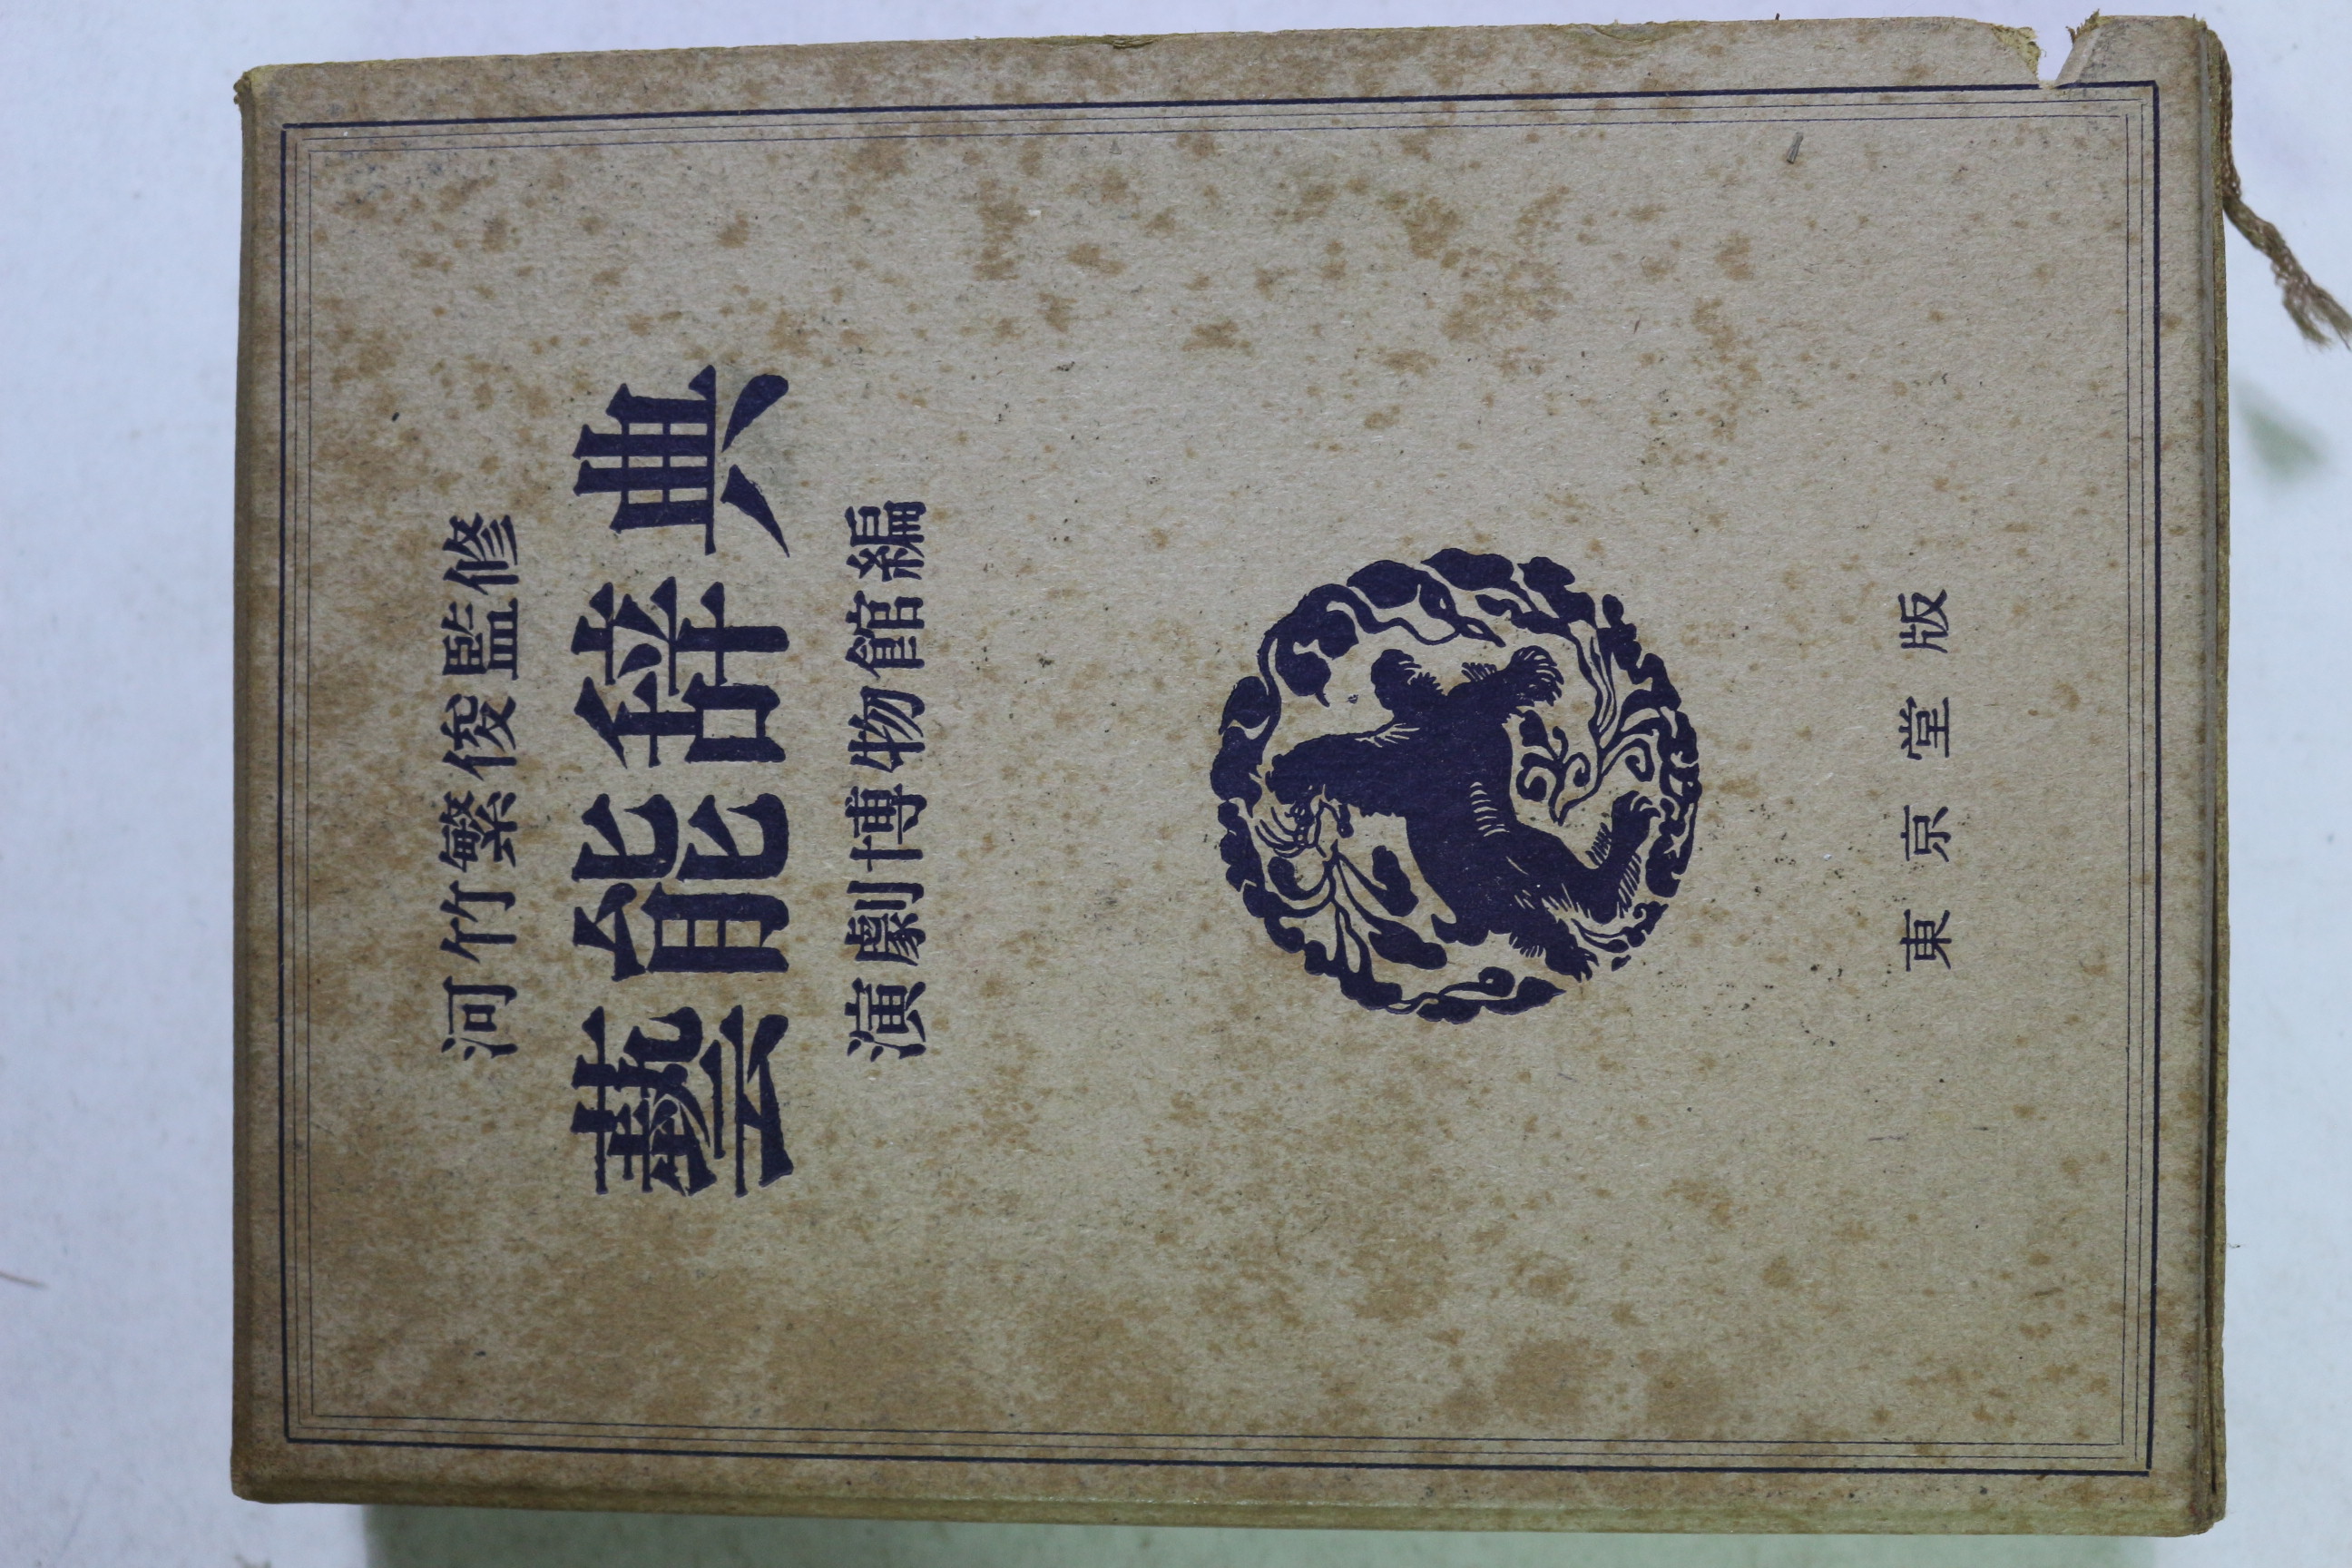 河竹繁俊監修
藝能辭典
演劇博物館編
東京堂版